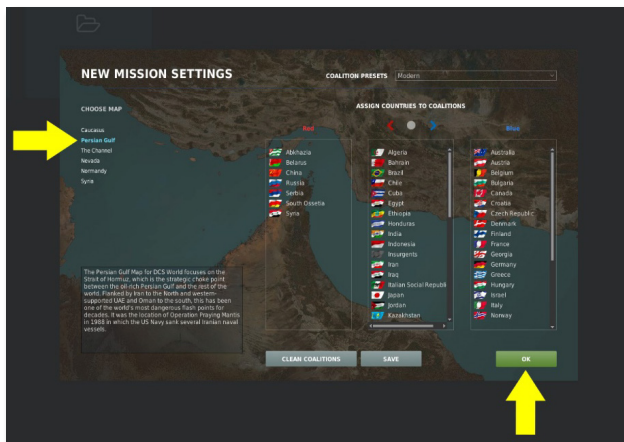 NEW MISSION SETTINGS
COALITION PRESETS
Modern
CHOOSE MAP
ASSIGN COUNTRIES TO COALITIONS
Caucasus
Persian Gulf
The Channel
Nevada
Normandy
Syria
Red
Blue
Abkhazia
Belarus
China
Russia
Serbia
South Ossetia
Syria
Algeria
Bahrain
Brazil
Chile
Cuba
Egypt
Ethiopia
Honduras
India
Indonesia
Insurgents
Iran
Iraq
Italian Social Republi
Japan
Jordan
Kazakhstan
Australia
Austria
Belgium
Bulgaria
Canada
Croatia
Czech Republic
Denmark
Finland
France
Georgia
Germany
Greece
Hungary
Israel
Italy
Norway
The Persian Gulf Map for DCS World focuses on the
Strait of Hormuz, which is the strategic choke point
between the oil-rich Persian Gulf and the rest of the
world. Flanked by Iran to the North and western-
supported UAE and Oman to the south, this has been
one of the world's most dangerous flash points for
decades. It was the location of Operation Praying Mantis
in 1988 in which the US Navy sank several Iranian naval
vessels.
CLEAN COALITIONS
SAVE
OK